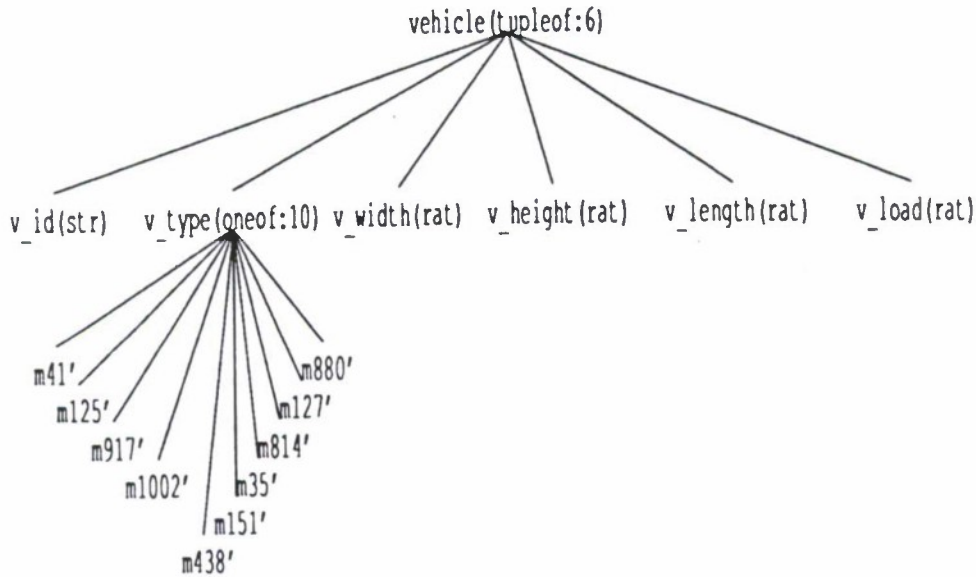 vehicle(tupleof:6)
v_id(str) v_type(oneof:10) v_width(rat) v_height(rat) v_length(rat) v_load(rat)
m41'
m880'
m125'
m127'
m917'
m814'
m1002'
m35'
m151'
m438'